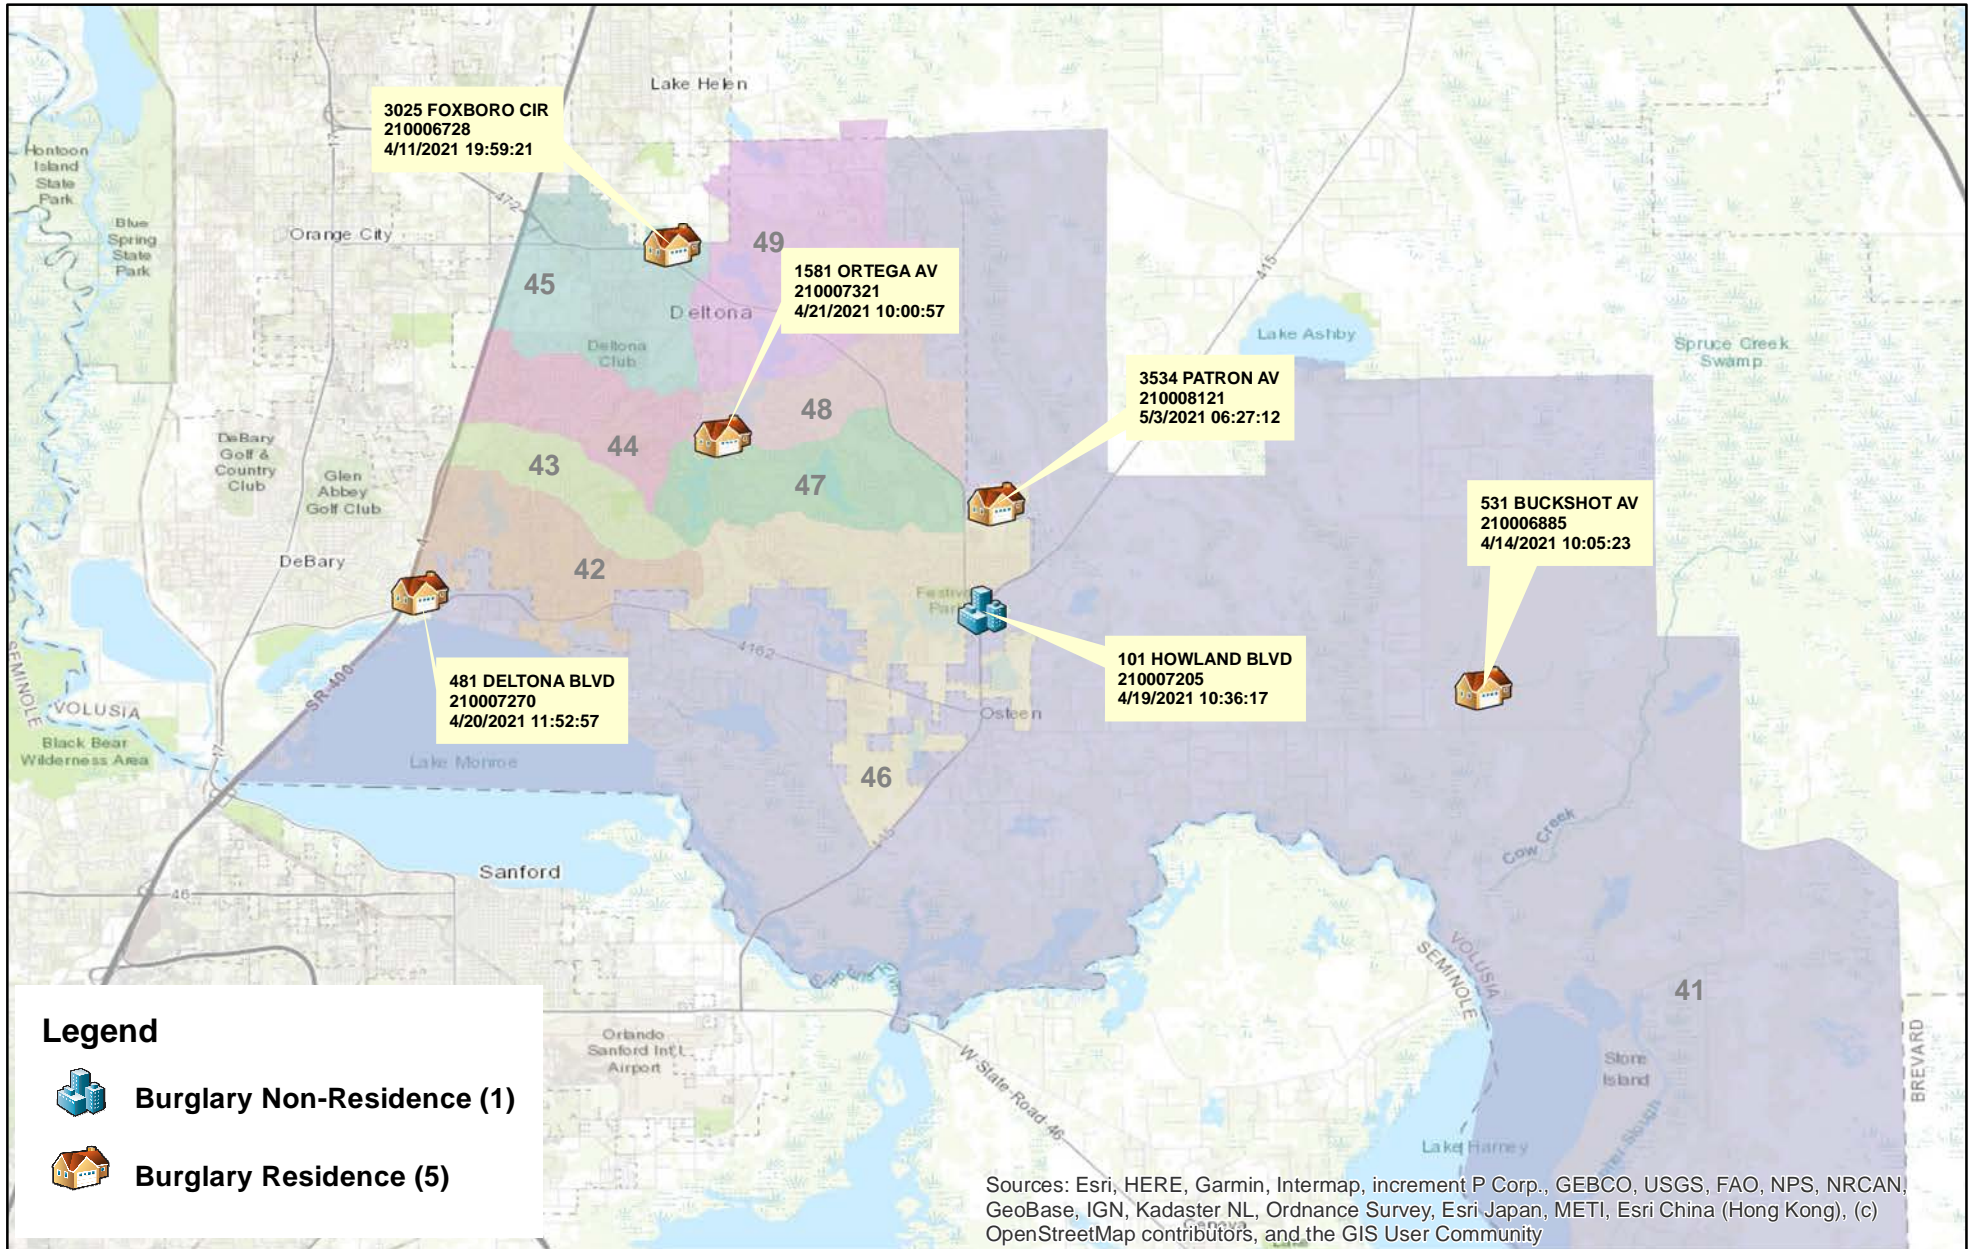 Lake Helen
3025 FOXBORO CIR
210006728
4/11/2021 19:59:21
Hontoon
Island
State
Park
Blue
Spring
State
Park
Orange City
472
17
45
49
Deltona
Deltona
Club
1581 ORTEGA AV
210007321
4/21/2021 10:00:57
415
Lake Ashby
Spruce Creek
Swamp
3534 PATRON AV
210008121
5/3/2021 06:27:12
48
44
43
47
DeBary
Golf &
Country
Club
Glen
Abbey
Golf Club
531 BUCKSHOT AV
210006885
4/14/2021 10:05:23
DeBary
4
42
Festival
Park
4162
101 HOWLAND BLVD
210007205
4/19/2021 10:36:17
481 DELTONA BLVD
210007270
4/20/2021 11:52:57
SR-400
SEMINOLE
VOLUSIA
Black Bear
Wilderness Area
17
Lake Monroe
Osteen
46
415
Cow Creek
Sanford
46
VOLUSIA
SEMINOLE
41
Orlando
Sanford Int'L
Airport
W-State-Road-46
Stone
Island
BREVARD
Lake Harney
Legend
Burglary Non-Residence (1)
Burglary Residence (5)
Sources: Esri, HERE, Garmin, Intermap, increment P Corp., GEBCO, USGS, FAO, NPS, NRCAN,
GeoBase, IGN, Kadaster NL, Ordnance Survey, Esri Japan, METI, Esri China (Hong Kong), (c)
OpenStreetMap contributors, and the GIS User Community
Geneva